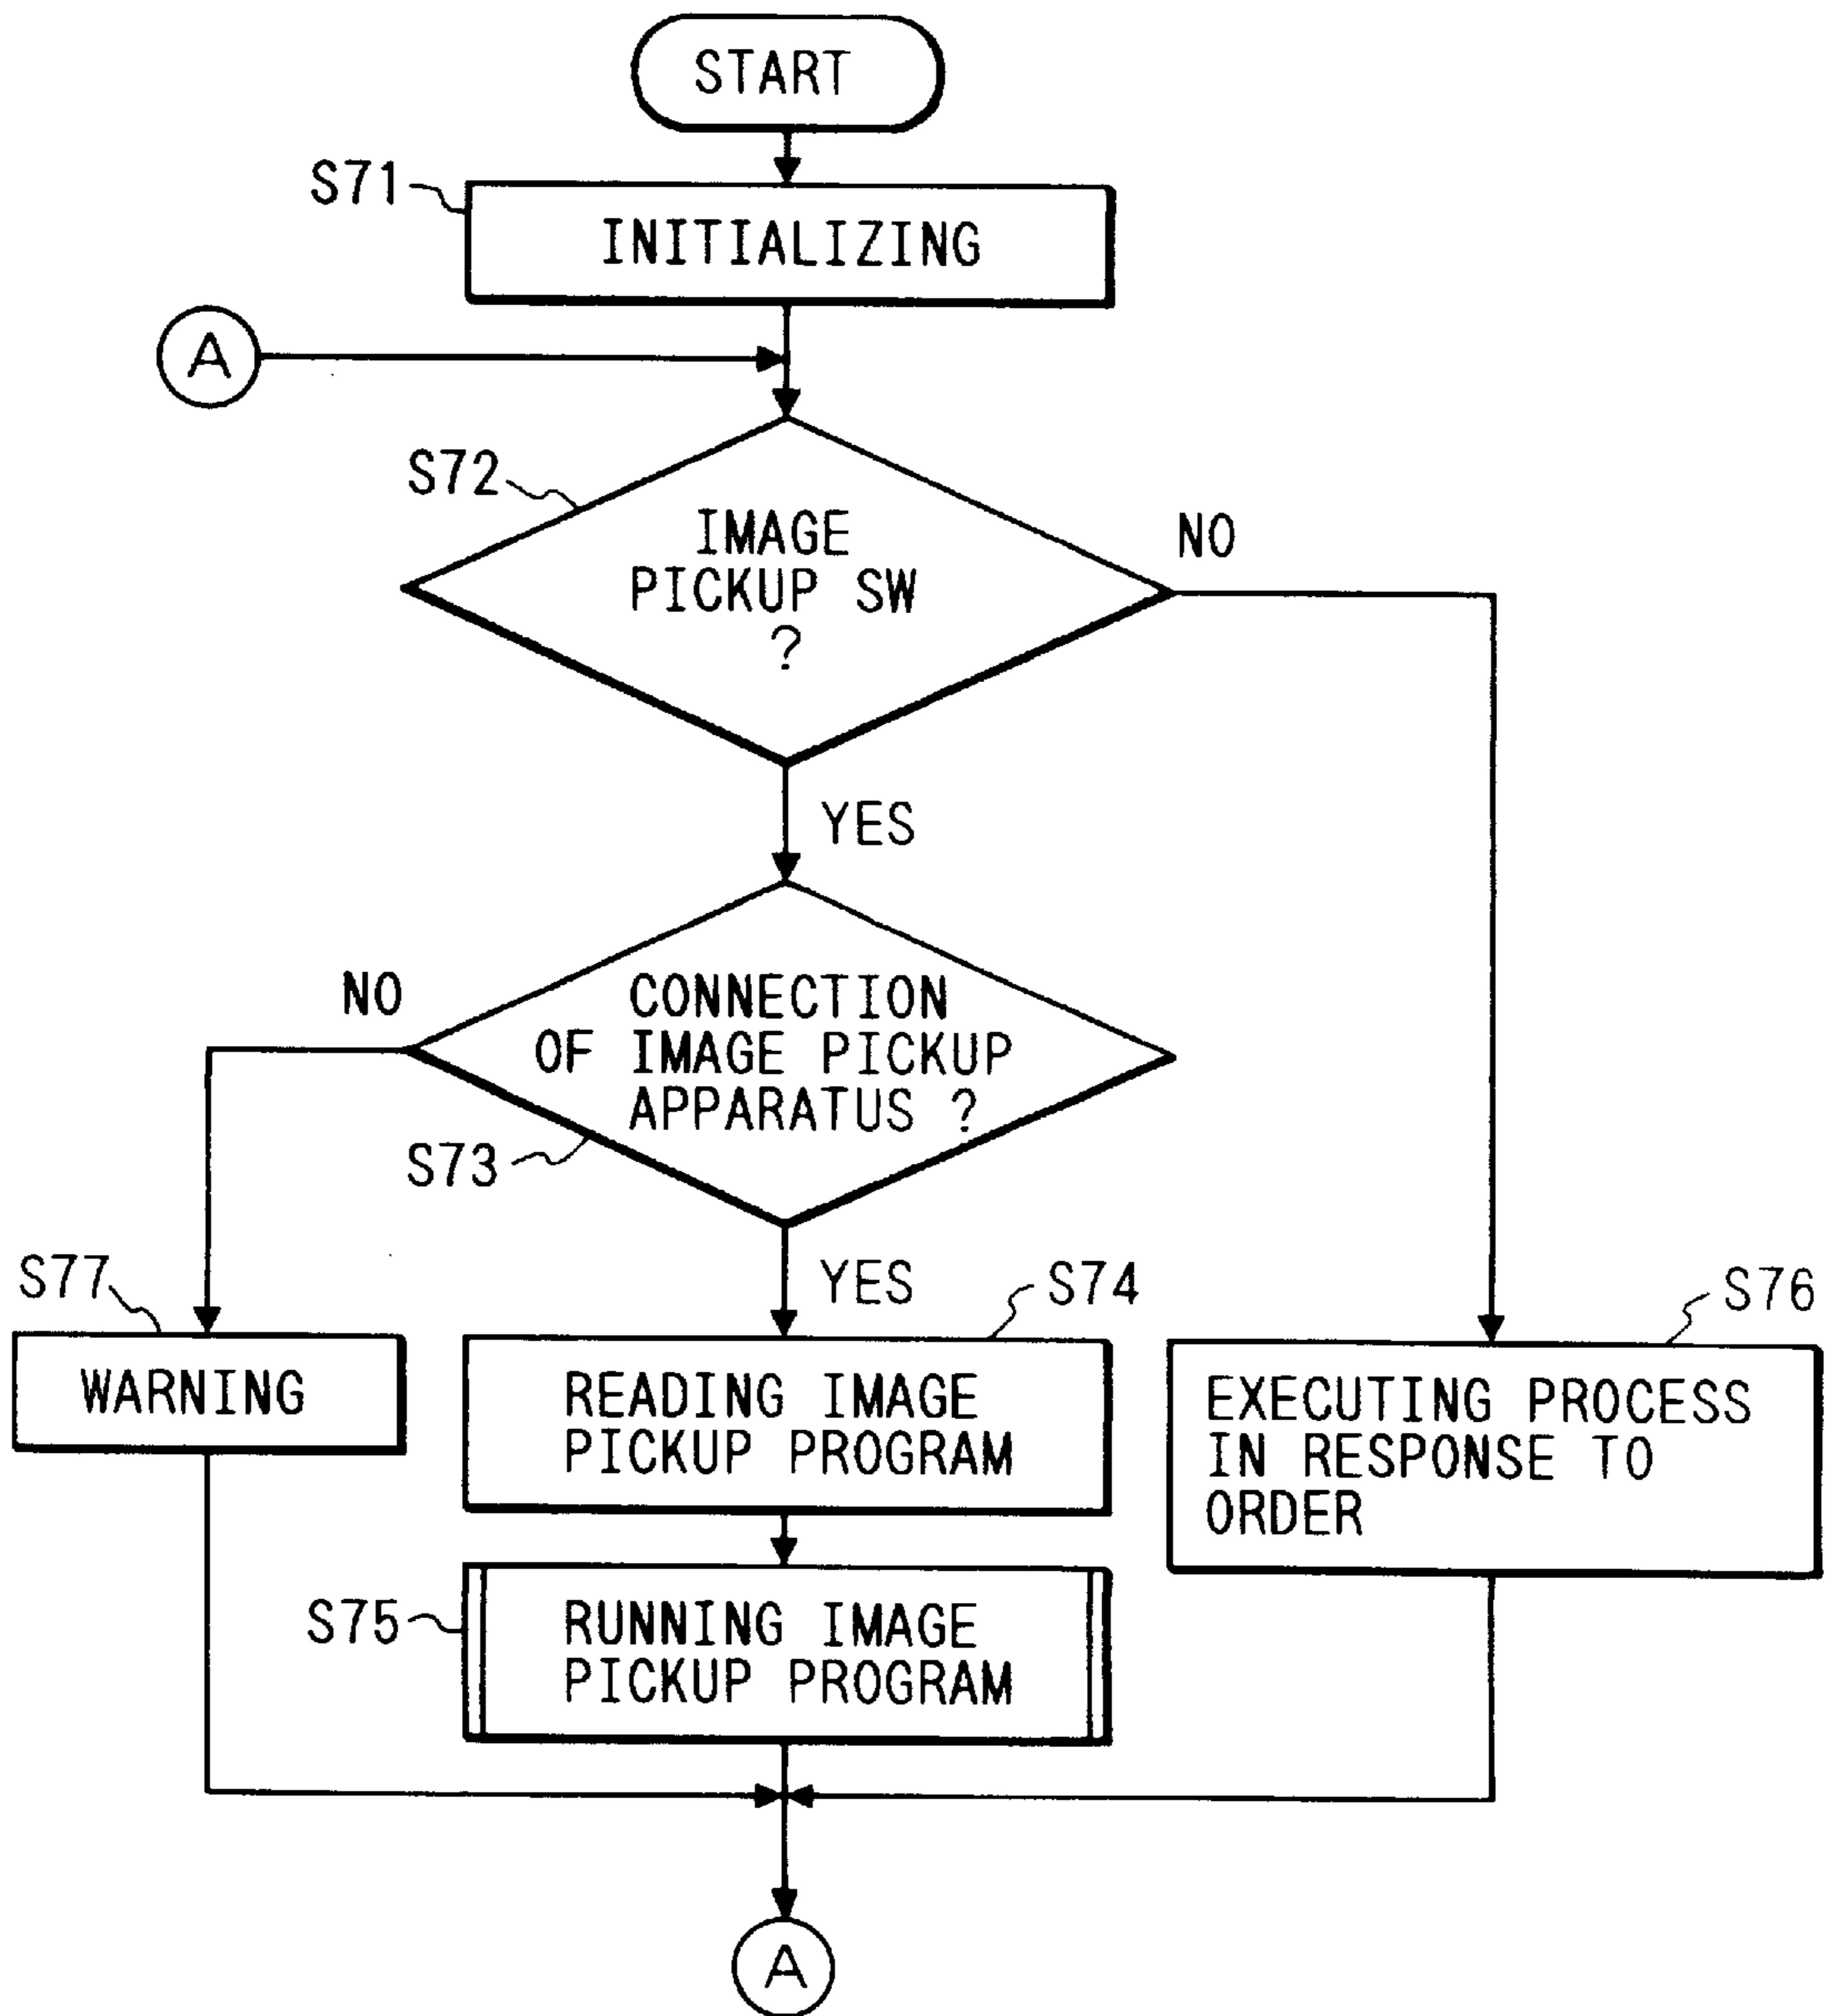 START
S71
INITIALIZING
A
S72
IMAGE
PICKUP SW
?
NO
YES
NO
CONNECTION
OF IMAGE PICKUP
APPARATUS ?
S73
YES
S77
WARNING
S74
READING IMAGE
PICKUP PROGRAM
S76
EXECUTING PROCESS
IN RESPONSE TO
ORDER
S75
RUNNING IMAGE
PICKUP PROGRAM
A